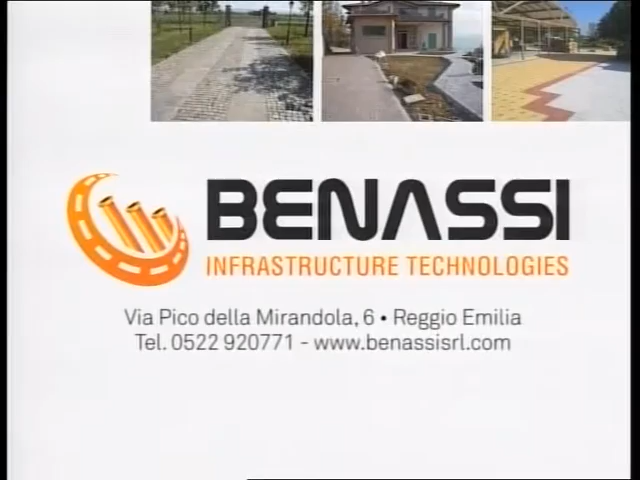 BENASSI
INFRASTRUCTURE TECHNOLOGIES
Via Pico della Mirandola, 6 • Reggio Emilia
Tel. 0522 920771 - www.benassisrl.com